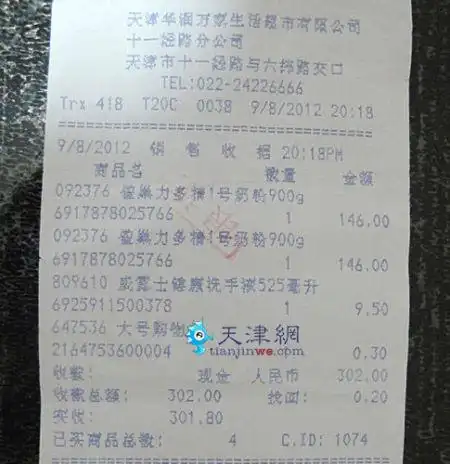 天津华润万家生活超市有限公司
十一经路分公司
天津市十一经路与六纬路交口
TEL:022-24226666
Trx 418 T20C 0038 9/8/2012 20:18
9/8/2012 销 售 收 据 20:18PM
商品名 数量 金额
092376 雀巢力多精1号奶粉900g
6917878025766 1 146.00
092376 雀巢力多精1号奶粉900g
6917878025766 1 146.00
809610 威露士健康洗手液525毫升
6925911500378 1 9.50
647536 大号购物
天津網
tianjinwe.com
2164753600004 0.30
收款: 现金 人民币 302.00
收款总额: 302.00 找回: 0.20
实收: 301.80
已买商品总数: 4 C.ID: 1074